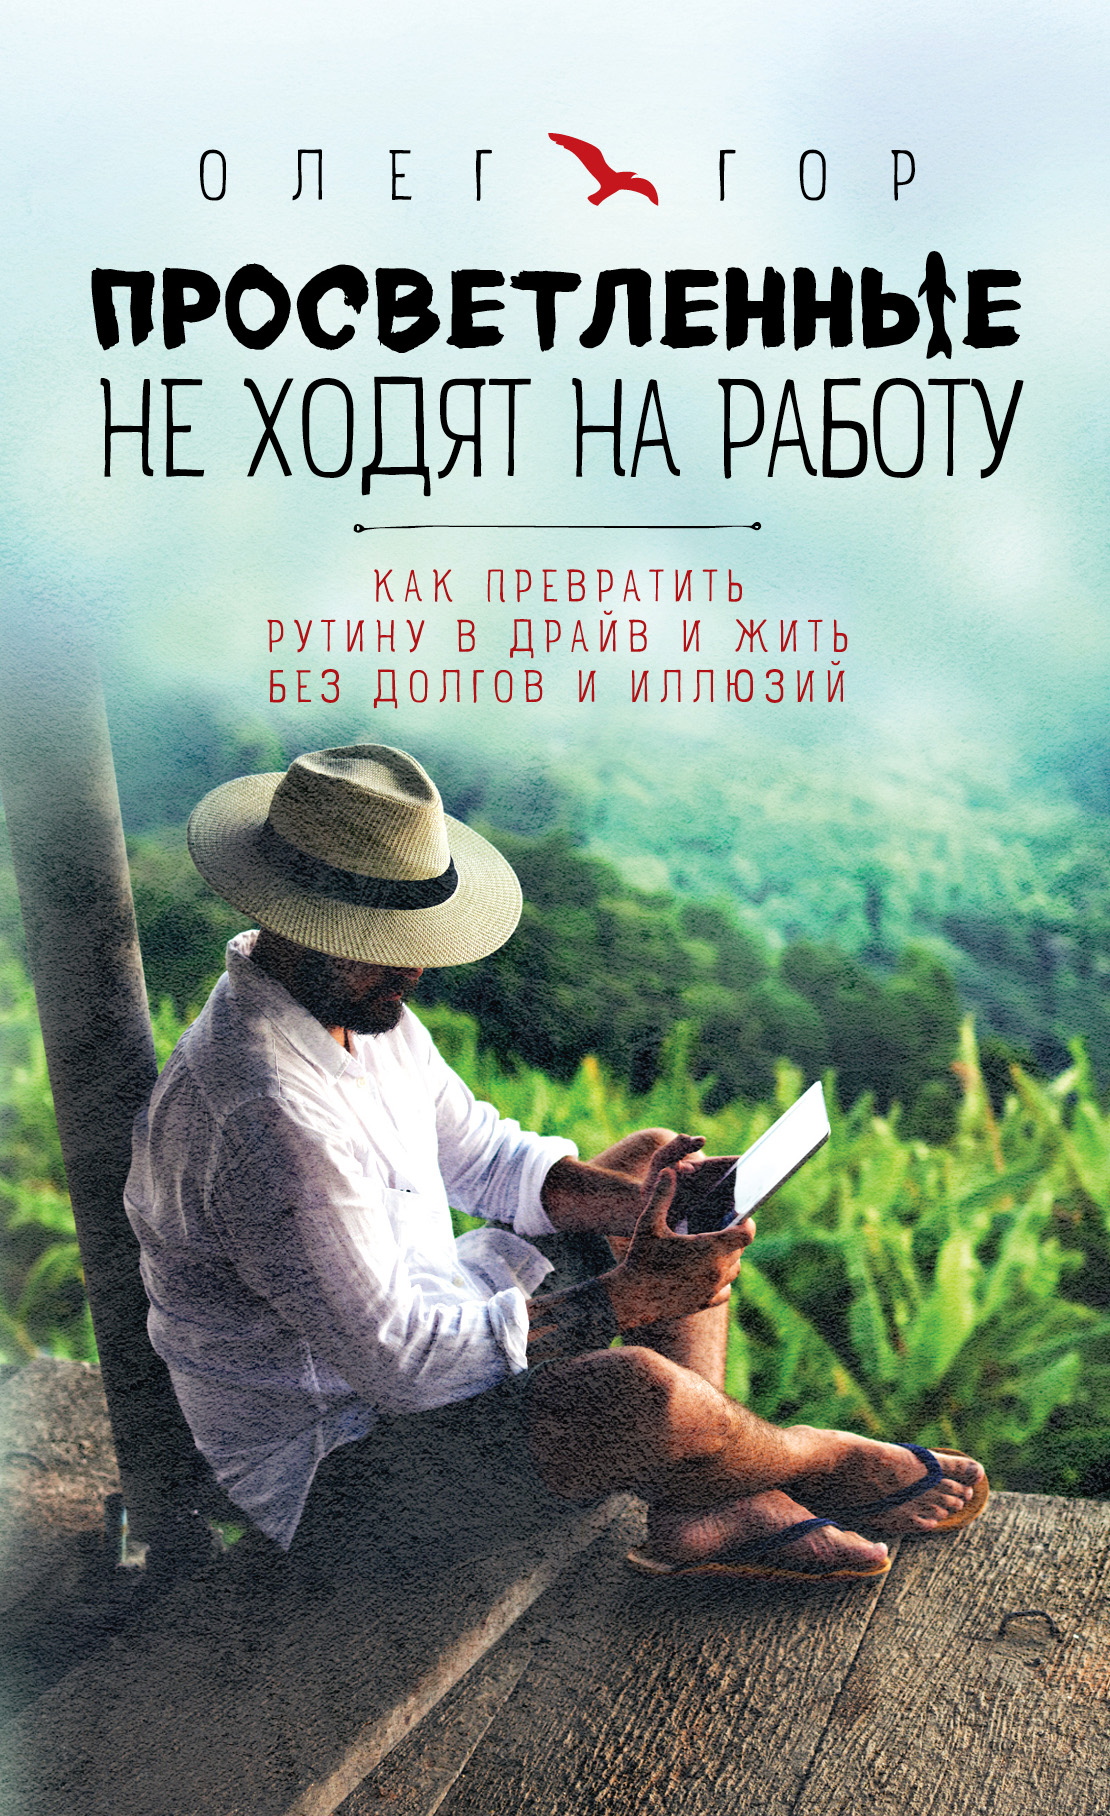 ОЛЕГ ГОР
ПРОСВЕТЛЕННЫЕ
НЕ ХОДЯТ НА РАБОТУ
КАК ПРЕВРАТИТЬ
РУТИНУ В ДРАЙВ И ЖИТЬ
БЕЗ ДОЛГОВ И ИЛЛЮЗИЙ